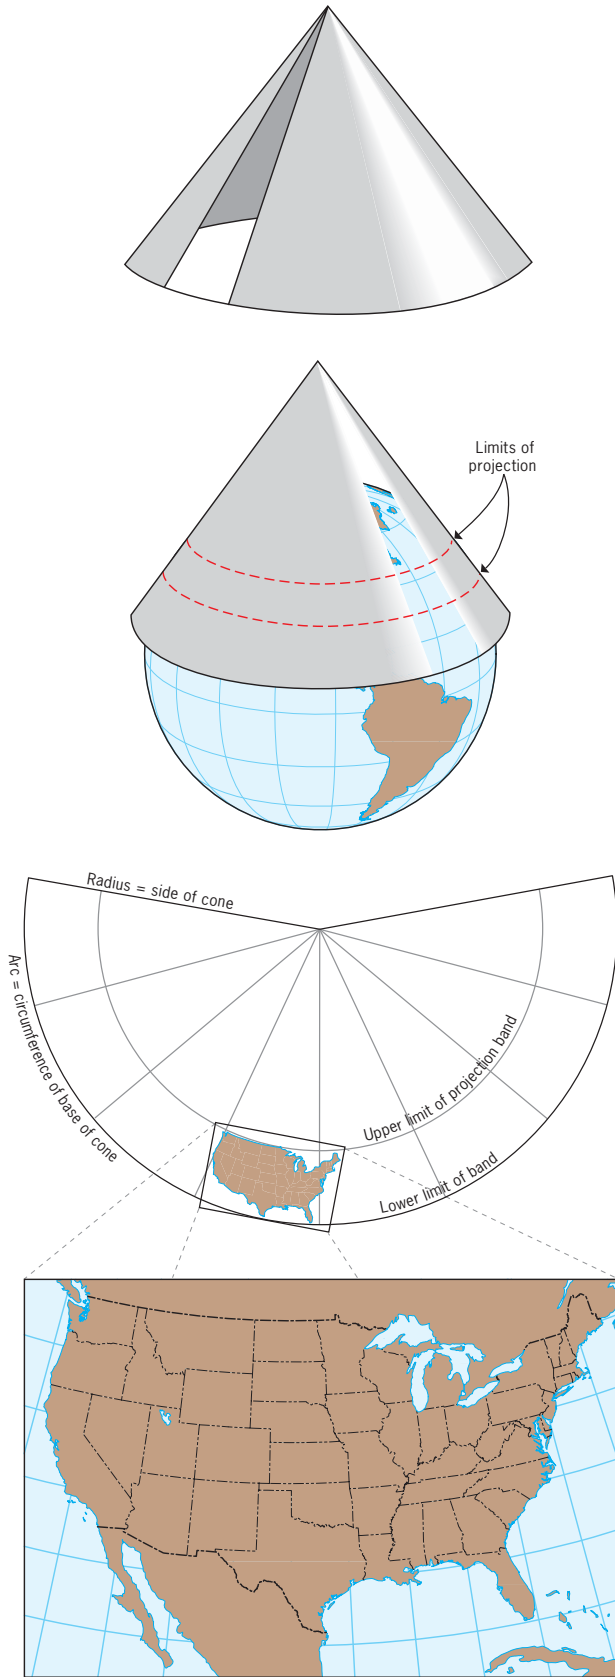 Limits of
projection
Radius = side of cone
Arc = circumference of base of cone
Upper limit of projection band
Lower limit of band